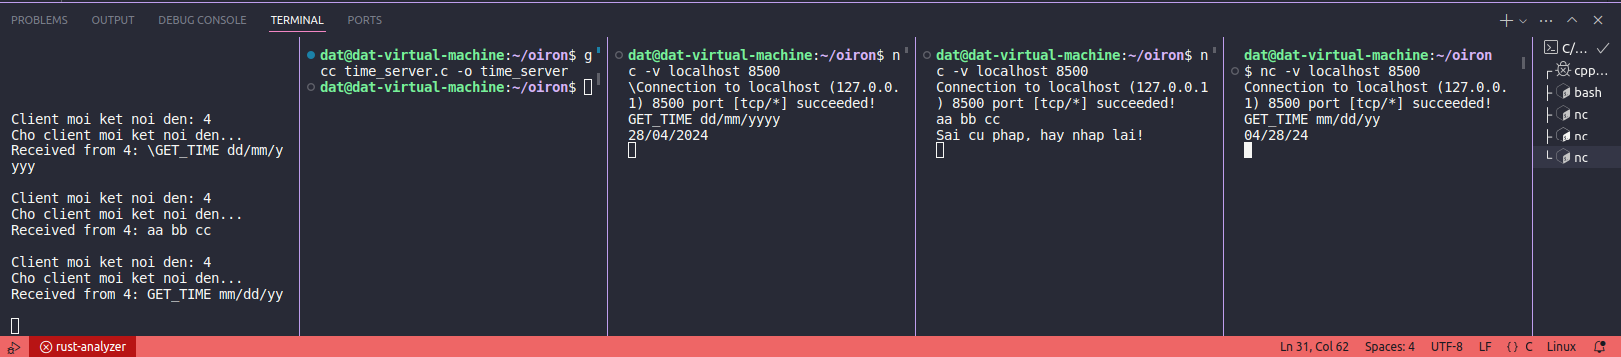 PROBLEMS OUTPUT DEBUG CONSOLE TERMINAL PORTS
Client moi ket noi den: 4
Cho client moi ket noi den...
Received from 4: \GET_TIME dd/mm/y
yyy
Client moi ket noi den: 4
Cho client moi ket noi den...
Received from 4: aa bb cc
Client moi ket noi den: 4
Cho client moi ket noi den...
Received from 4: GET_TIME mm/dd/yy
dat@dat-virtual-machine:~/oiron$ g
cc time_server.c -o time_server
dat@dat-virtual-machine:~/oiron$
dat@dat-virtual-machine:~/oiron$ n
c -v localhost 8500
\Connection to localhost (127.0.0.
1) 8500 port [tcp/*] succeeded!
GET_TIME dd/mm/yyyy
28/04/2024
dat@dat-virtual-machine:~/oiron$ n
c -v localhost 8500
Connection to localhost (127.0.0.1
) 8500 port [tcp/*] succeeded!
aa bb cc
Sai cu phap, hay nhap lai!
dat@dat-virtual-machine:~/oiron
$ nc -v localhost 8500
Connection to localhost (127.0.0.
1) 8500 port [tcp/*] succeeded!
GET_TIME mm/dd/yy
04/28/24
C/...
cpp...
bash
nc
nc
nc
rust-analyzer
Ln 31, Col 62 Spaces: 4 UTF-8 LF {} C Linux